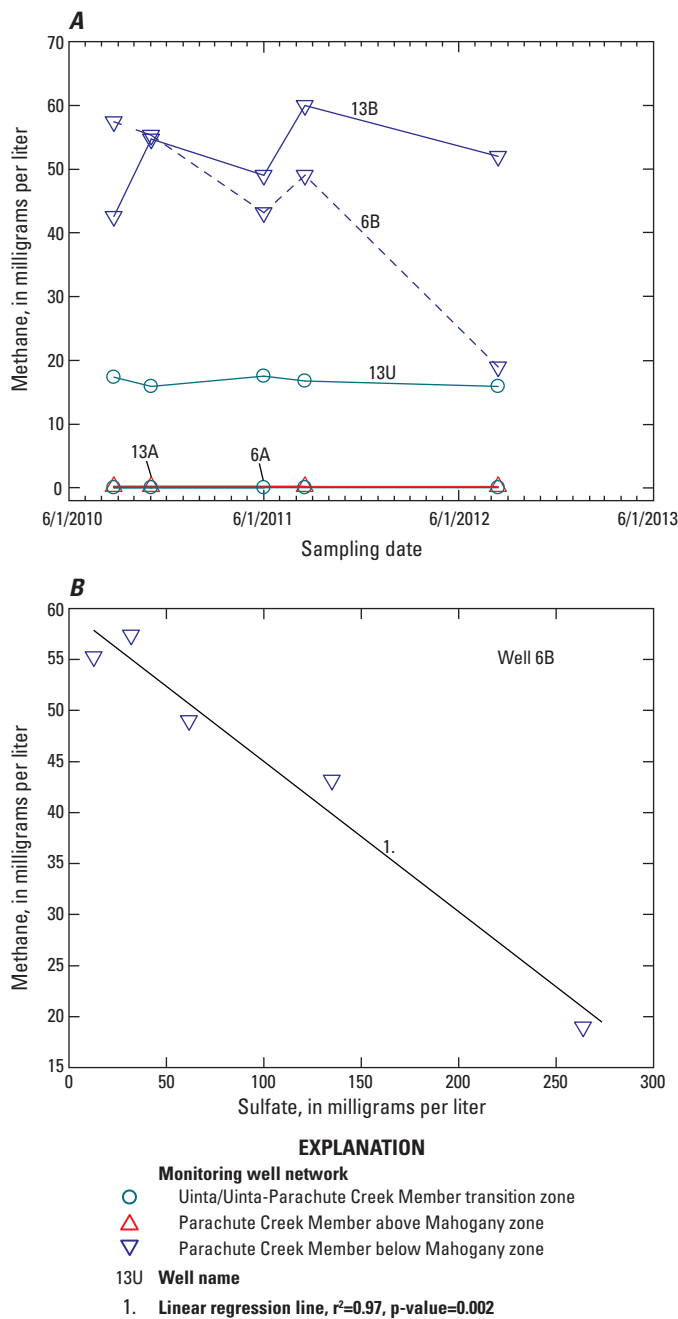 A
Methane, in milligrams per liter
70
60
50
40
30
20
10
0
13B
6B
13U
13A
6A
6/1/2010 6/1/2011 6/1/2012 6/1/2013
Sampling date
B
Methane, in milligrams per liter
60
55
50
45
40
35
30
25
20
15
Well 6B
1.
0 50 100 150 200 250 300
Sulfate, in milligrams per liter
EXPLANATION
Monitoring well network
Uinta/Uinta-Parachute Creek Member transition zone
Parachute Creek Member above Mahogany zone
Parachute Creek Member below Mahogany zone
13U Well name
1. Linear regression line, r²=0.97, p-value=0.002